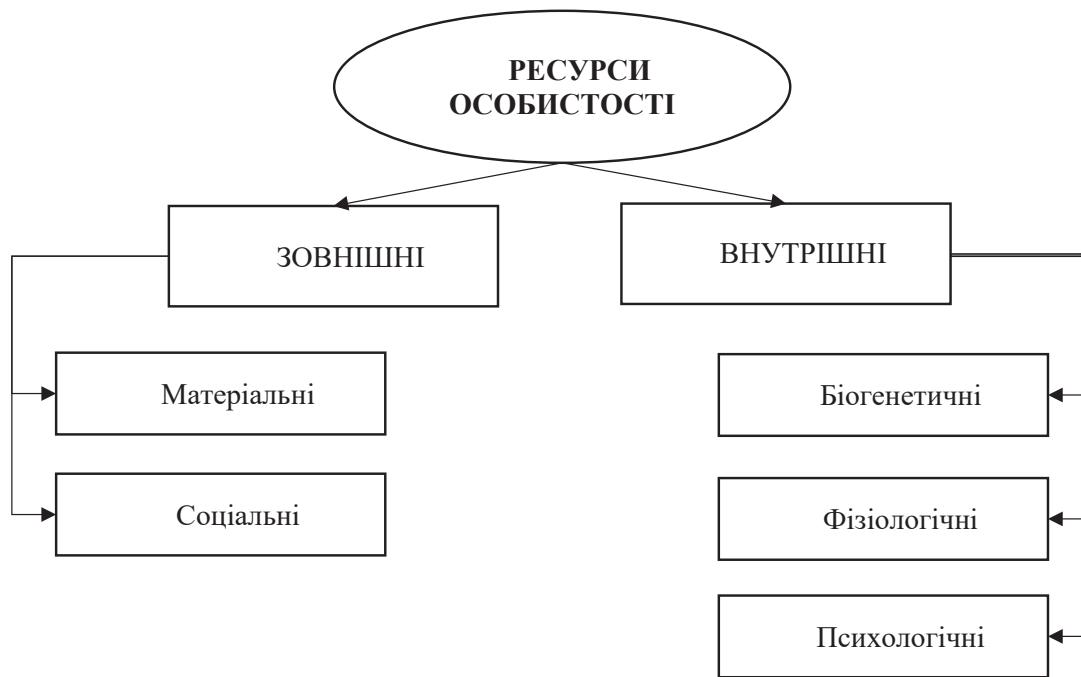 РЕСУРСИ
ОСОБИСТОСТІ
ЗОВНІШНІ
ВНУТРІШНІ
Матеріальні
Соціальні
Біогенетичні
Фізіологічні
Психологічні